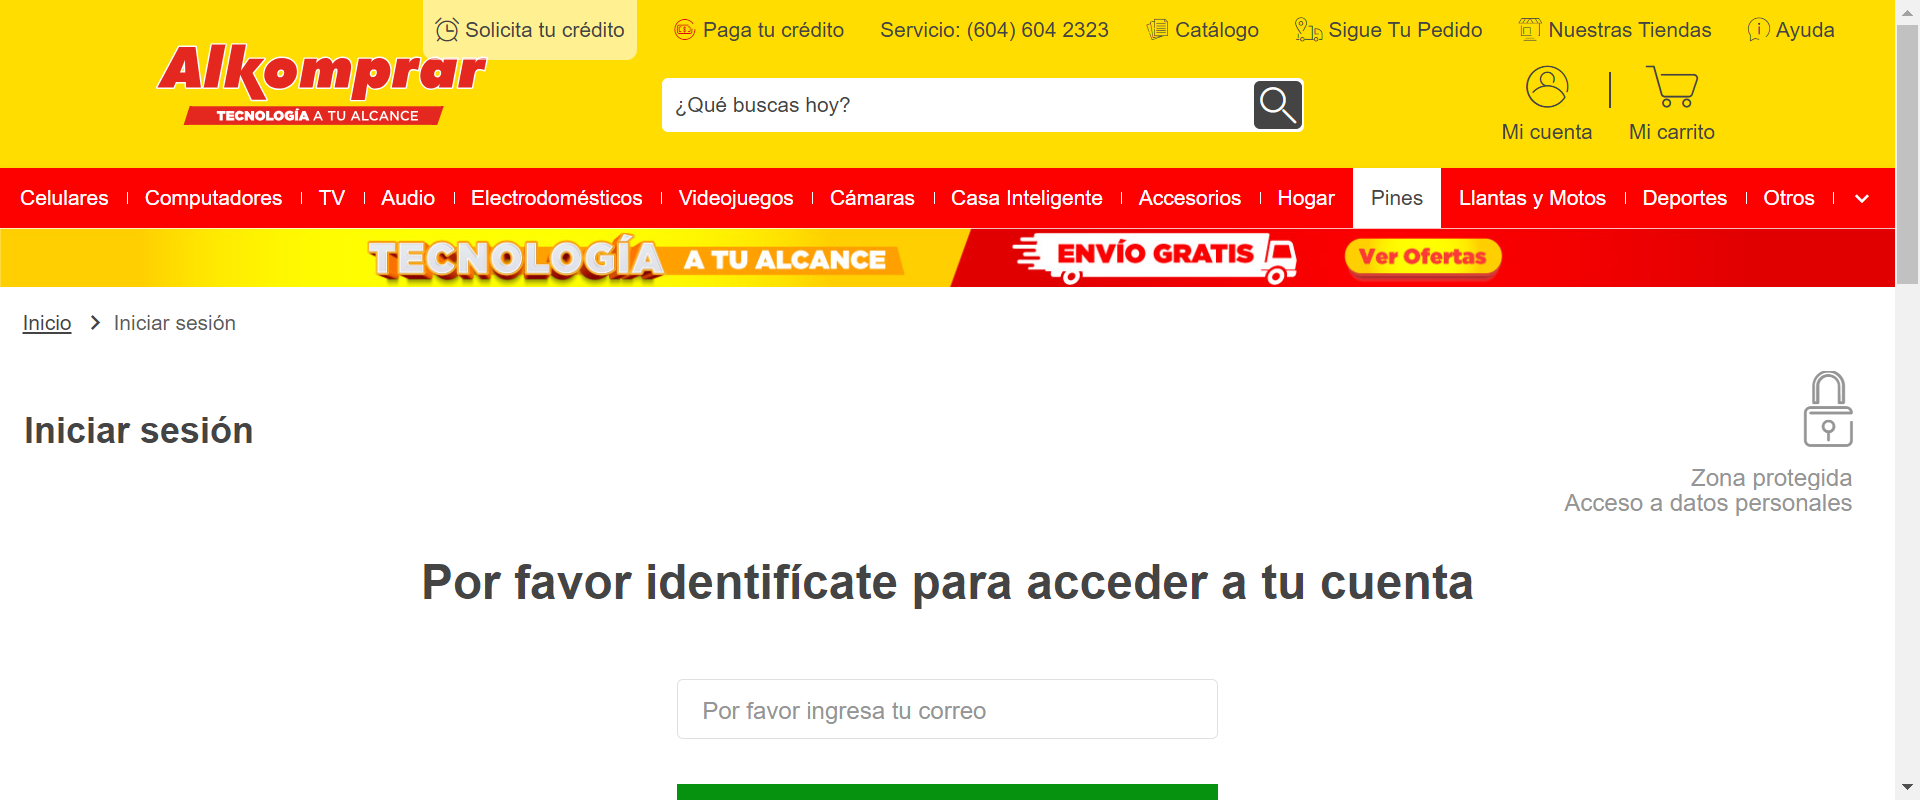 Solicita tu crédito
Paga tu crédito
Servicio: (604) 604 2323
Catálogo
Sigue Tu Pedido
Nuestras Tiendas
Ayuda
Alkomprar
TECNOLOGÍA A TU ALCANCE
¿Qué buscas hoy?
Mi cuenta
Mi carrito
Celulares
Computadores
TV
Audio
Electrodomésticos
Videojuegos
Cámaras
Casa Inteligente
Accesorios
Hogar
Pines
Llantas y Motos
Deportes
Otros
TECNOLOGÍA A TU ALCANCE
ENVÍO GRATIS
Ver Ofertas
Inicio
Iniciar sesión
Iniciar sesión
Zona protegida
Acceso a datos personales
Por favor identifícate para acceder a tu cuenta
Por favor ingresa tu correo